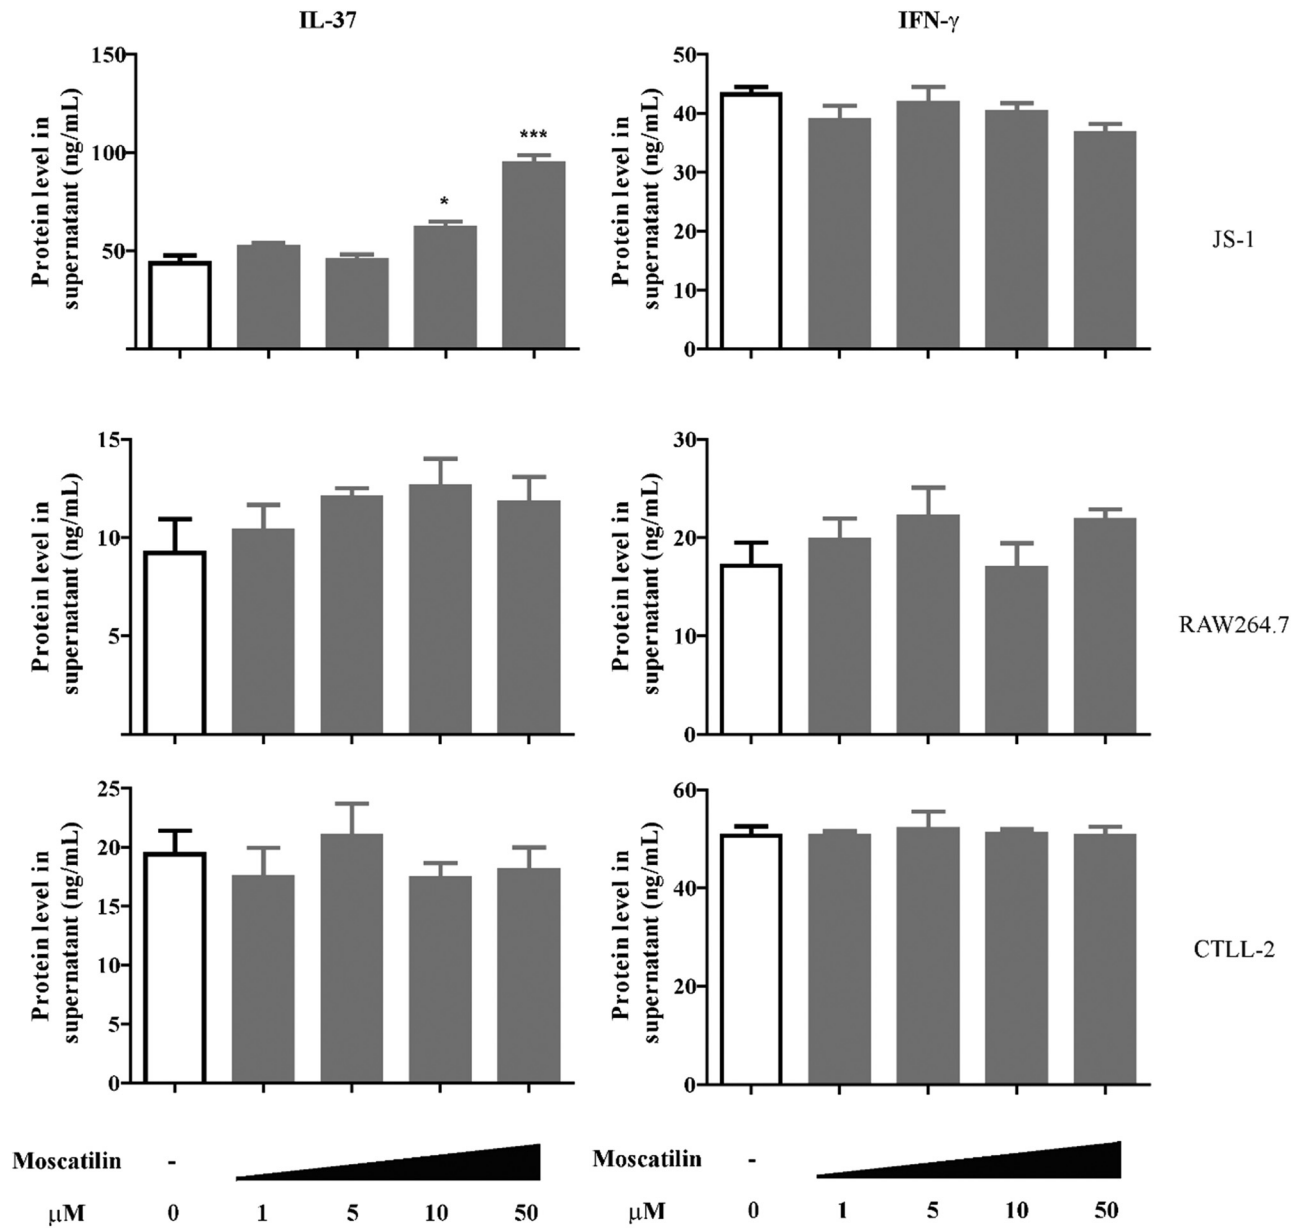 IL-37
IFN-γ
Protein level in
supernatant (ng/mL)
150
100
50
*
***
Protein level in
supernatant (ng/mL)
50
40
30
20
10
0
JS-1
Protein level in
supernatant (ng/mL)
15
10
5
Protein level in
supernatant (ng/mL)
30
20
10
0
RAW264.7
Protein level in
supernatant (ng/mL)
25
20
15
10
5
0
Protein level in
supernatant (ng/mL)
60
40
20
0
CTLL-2
Moscatilin -
μM 0 1 5 10 50
Moscatilin -
μM 0 1 5 10 50